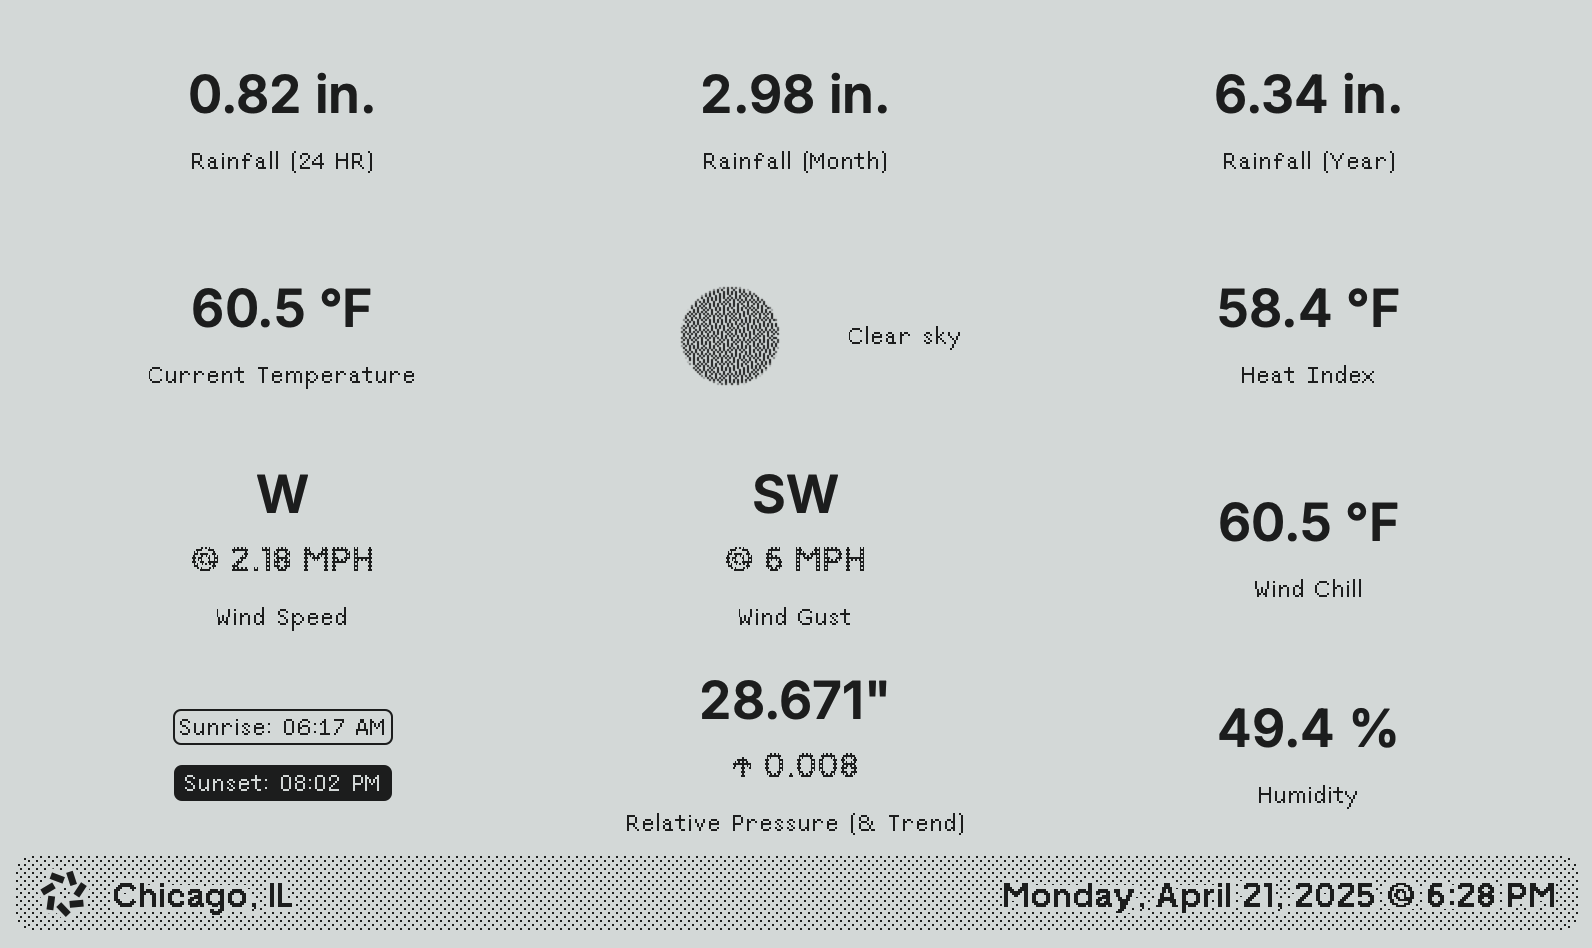 0.82 in.
Rainfall (24 HR)
2.98 in.
Rainfall (Month)
6.34 in.
Rainfall (Year)
60.5 °F
Current Temperature
Clear sky
58.4 °F
Heat Index
W
@ 2.18 MPH
Wind Speed
SW
@ 6 MPH
Wind Gust
60.5 °F
Wind Chill
Sunrise: 06:17 AM
Sunset: 08:02 PM
28.671"
↑ 0.008
Relative Pressure (& Trend)
49.4 %
Humidity
Chicago, IL
Monday, April 21, 2025 @ 6:28 PM